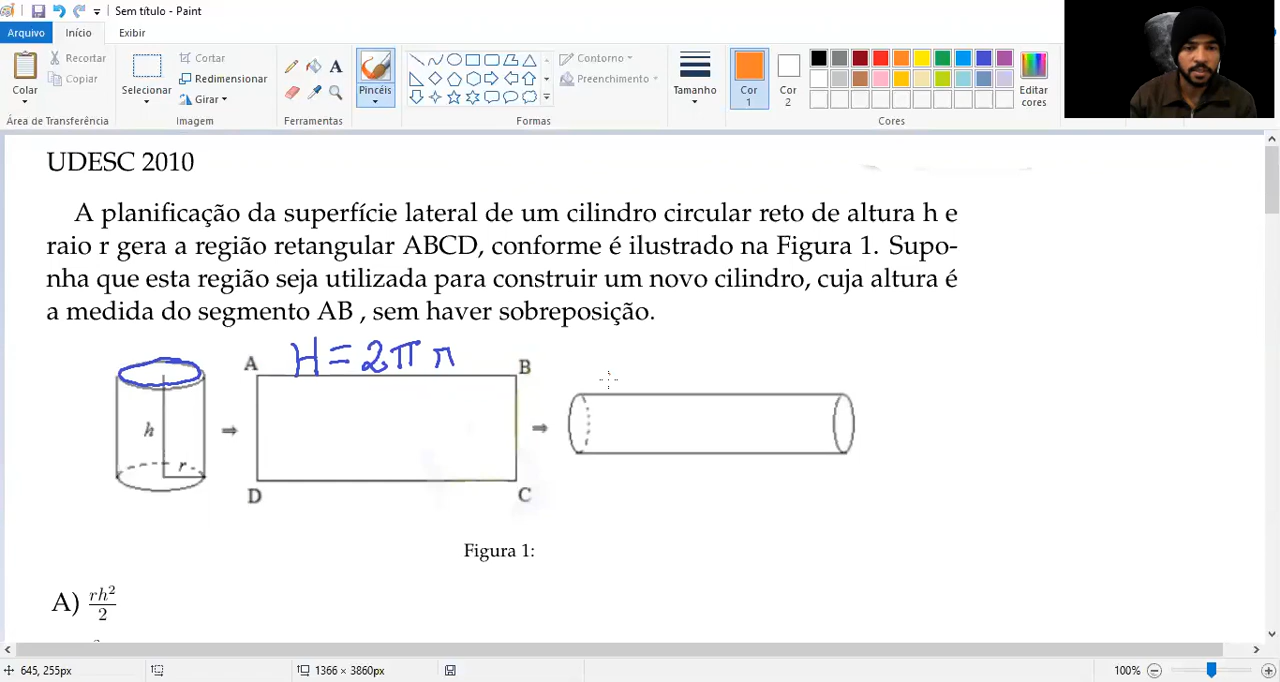 Sem título - Paint
Arquivo Início Exibir
Colar
Recortar
Copiar
Área de Transferência
Selecionar
Cortar
Redimensionar
Girar
Imagem
A
Ferramentas
Pincéis
Contorno
Preenchimento
Formas
Tamanho
Cor 1
Cor 2
Editar cores
Cores
UDESC 2010
A planificação da superfície lateral de um cilindro circular reto de altura h e
raio r gera a região retangular ABCD, conforme é ilustrado na Figura 1. Supo-
nha que esta região seja utilizada para construir um novo cilindro, cuja altura é
a medida do segmento AB , sem haver sobreposição.
A H = 2π r B
h
r
D C
Figura 1:
A) rh²/2
645, 255px
1366 × 3860px
100%